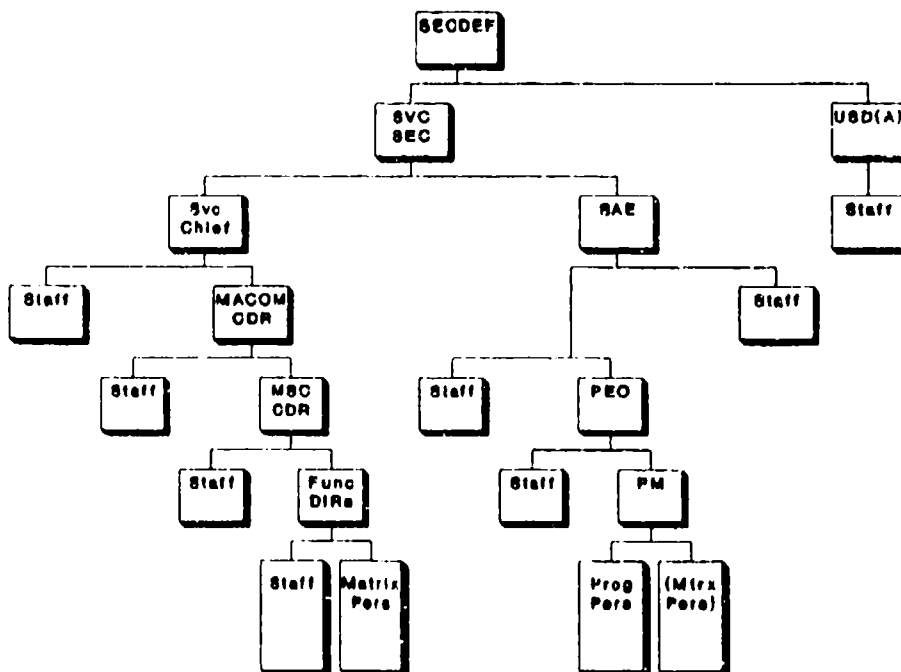 SECDEF
SVC
SEC
USD(A)
Svc
Chief
SAE
Staff
Staff
MACOM
CDR
Staff
Staff
MSC
CDR
Staff
PEO
Staff
Func
DIRs
Staff
PM
Staff
Matrix
Pers
Prog
Pers
(Mtrx
Pers)